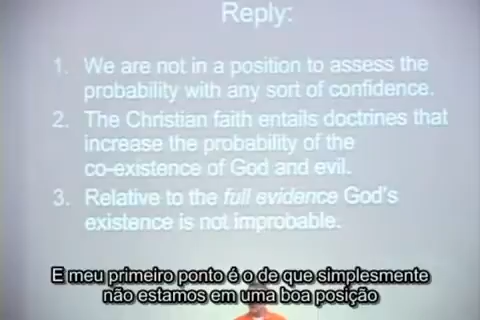 Reply:
1. We are not in a position to assess the
probability with any sort of confidence.
2. The Christian faith entails doctrines that
increase the probability of the
co-existence of God and evil.
3. Relative to the full evidence God's
existence is not improbable.
E meu primeiro ponto é o de que simplesmente
não estamos em uma boa posição